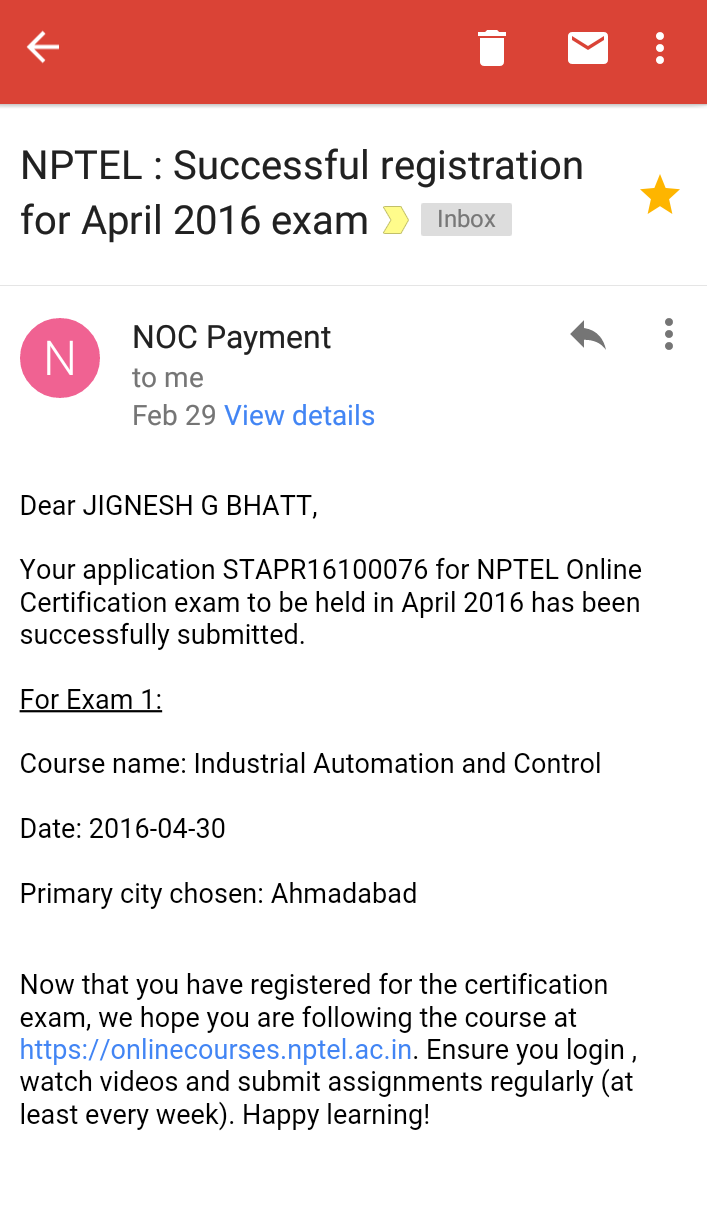 NPTEL : Successful registration
for April 2016 exam Inbox
N
NOC Payment
to me
Feb 29 View details
Dear JIGNESH G BHATT,
Your application STAPR16100076 for NPTEL Online
Certification exam to be held in April 2016 has been
successfully submitted.
For Exam 1:
Course name: Industrial Automation and Control
Date: 2016-04-30
Primary city chosen: Ahmadabad
Now that you have registered for the certification
exam, we hope you are following the course at
https://onlinecourses.nptel.ac.in. Ensure you login ,
watch videos and submit assignments regularly (at
least every week). Happy learning!